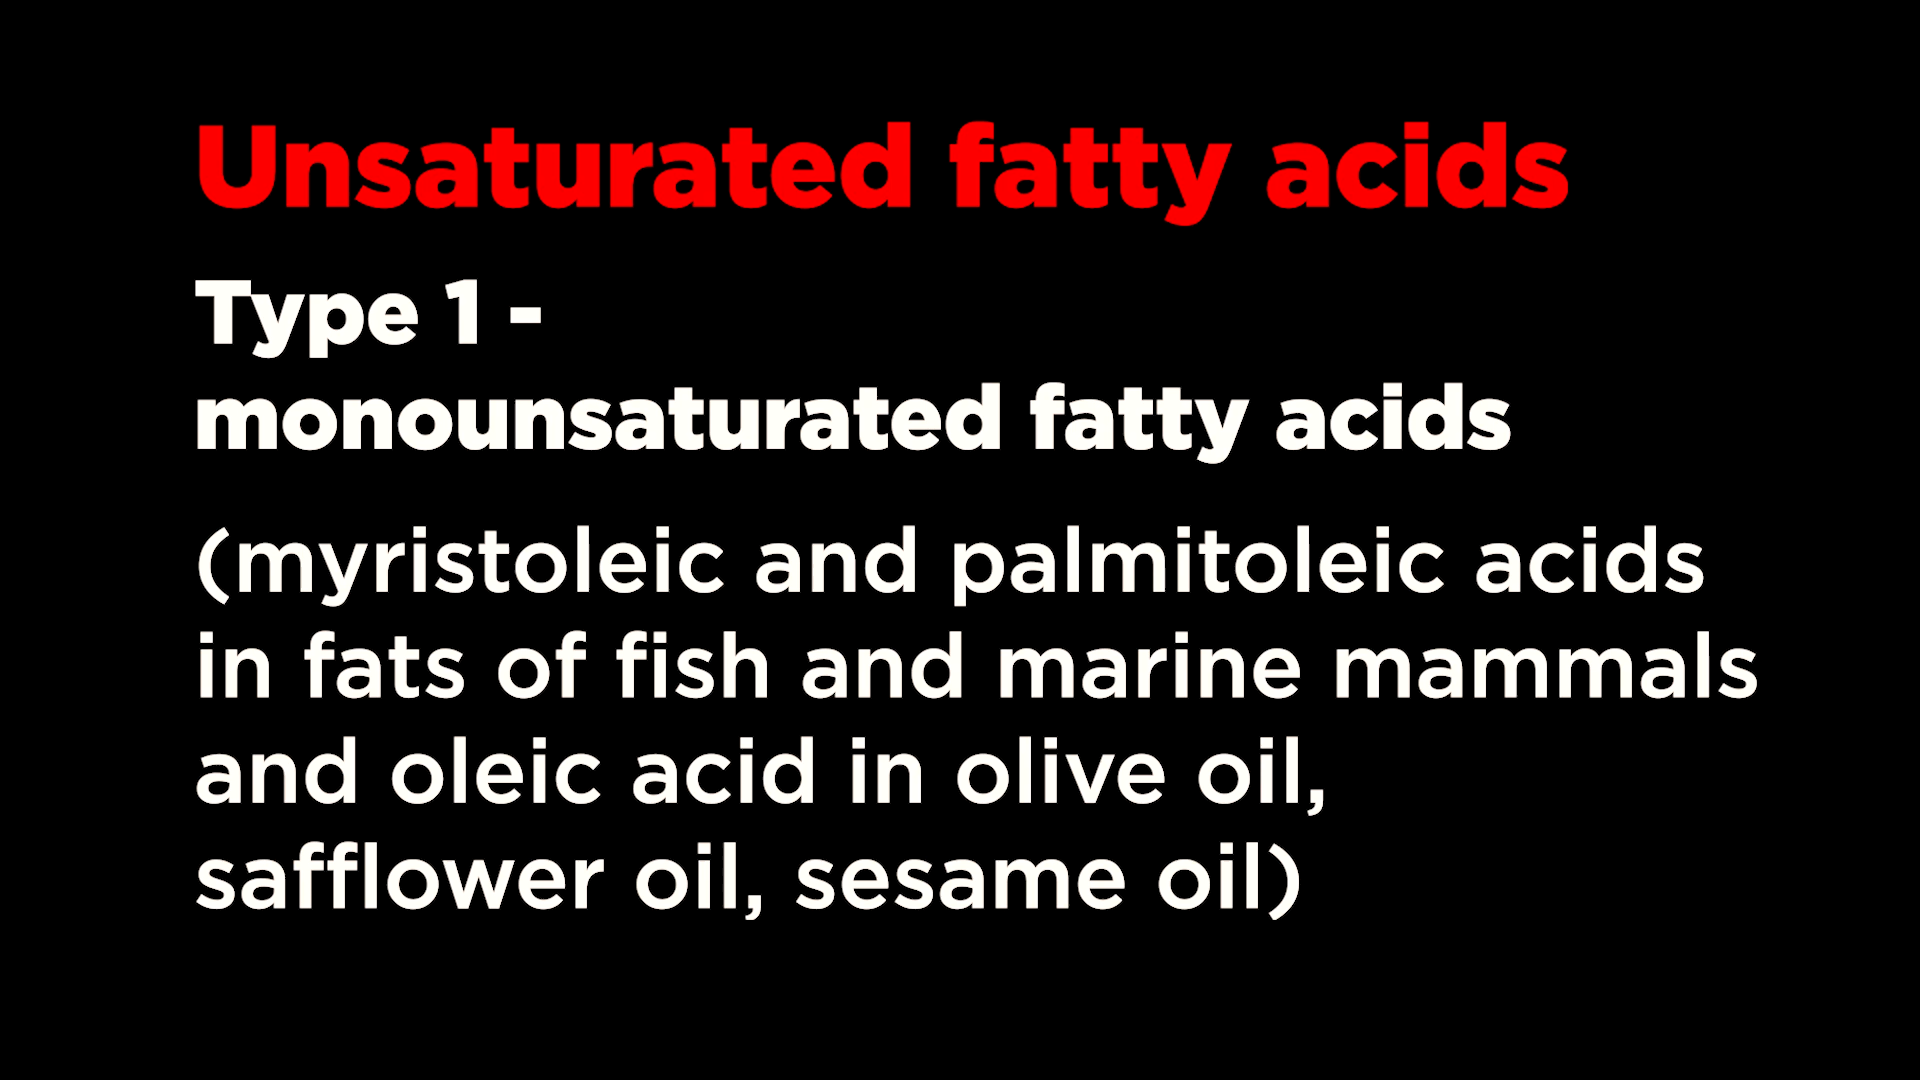 Unsaturated fatty acids
Type 1 -
monounsaturated fatty acids
(myristoleic and palmitoleic acids
in fats of fish and marine mammals
and oleic acid in olive oil,
safflower oil, sesame oil)